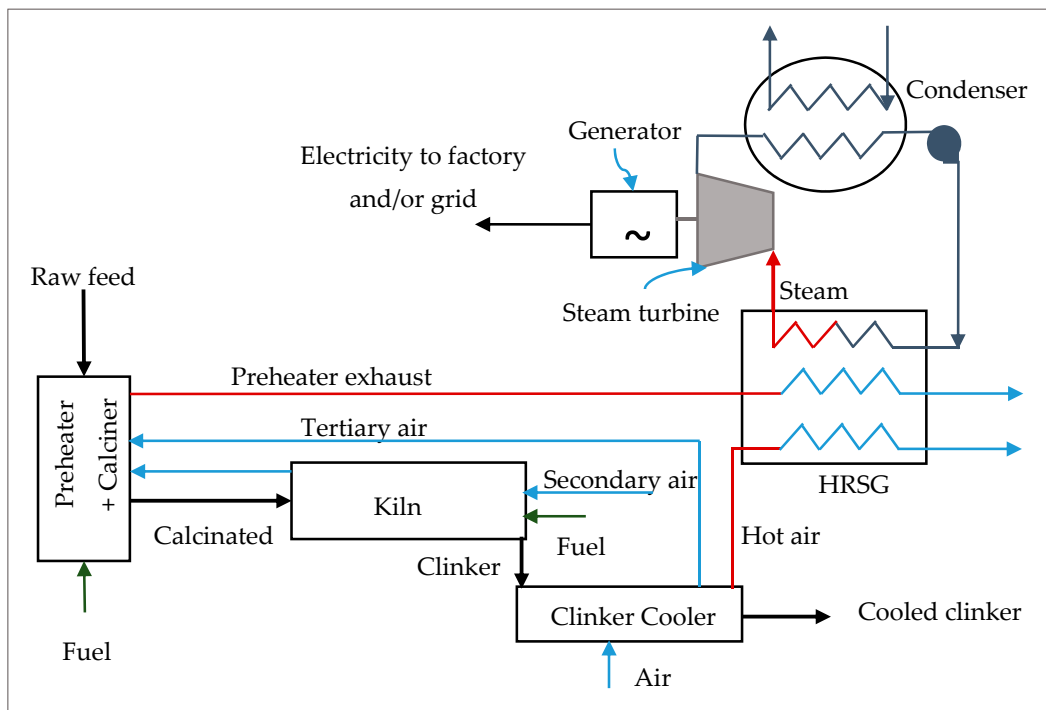 Condenser
Generator
Electricity to factory
and/or grid
~
Raw feed
Steam
Steam turbine
Preheater exhaust
Preheater
+ Calciner
Tertiary air
Secondary air
HRSG
Kiln
Hot air
Calcinated
Fuel
Clinker
Clinker Cooler
Cooled clinker
Fuel
Air